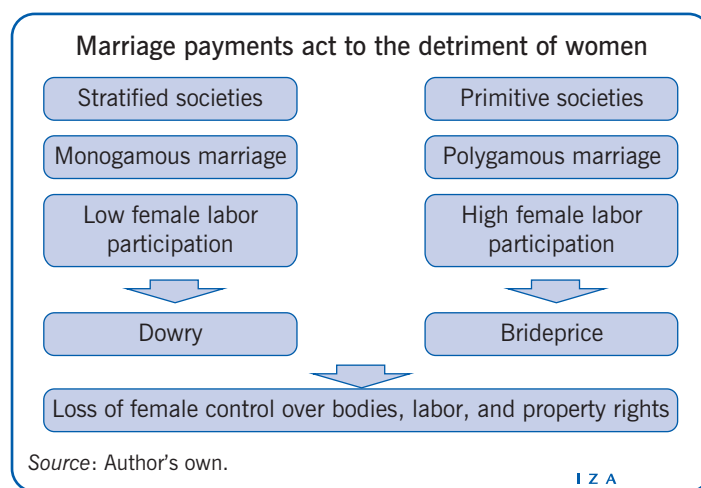 Marriage payments act to the detriment of women
Stratified societies
Primitive societies
Monogamous marriage
Polygamous marriage
Low female labor
participation
High female labor
participation
Dowry
Brideprice
Loss of female control over bodies, labor, and property rights
Source: Author's own.
I Z A